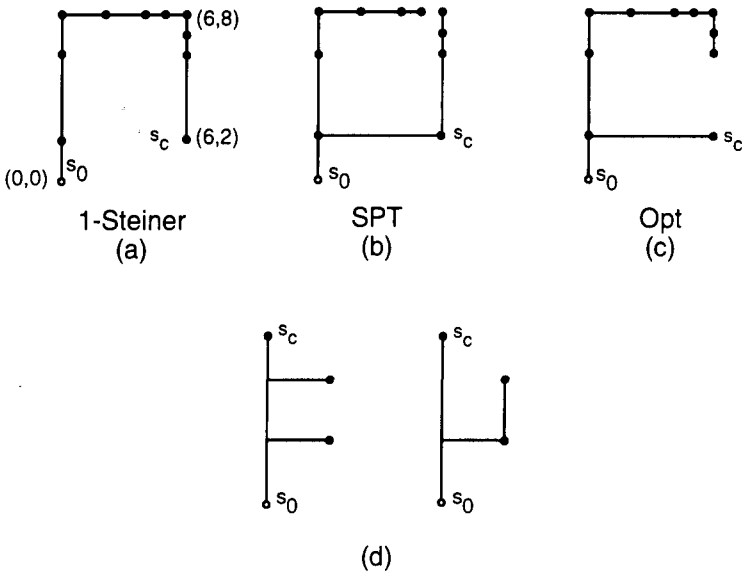 (6,8)
s_c (6,2)
(0,0) s_0
1-Steiner
(a)
s_c
s_0
SPT
(b)
s_c
s_0
Opt
(c)
s_c
s_0
s_c
s_0
(d)